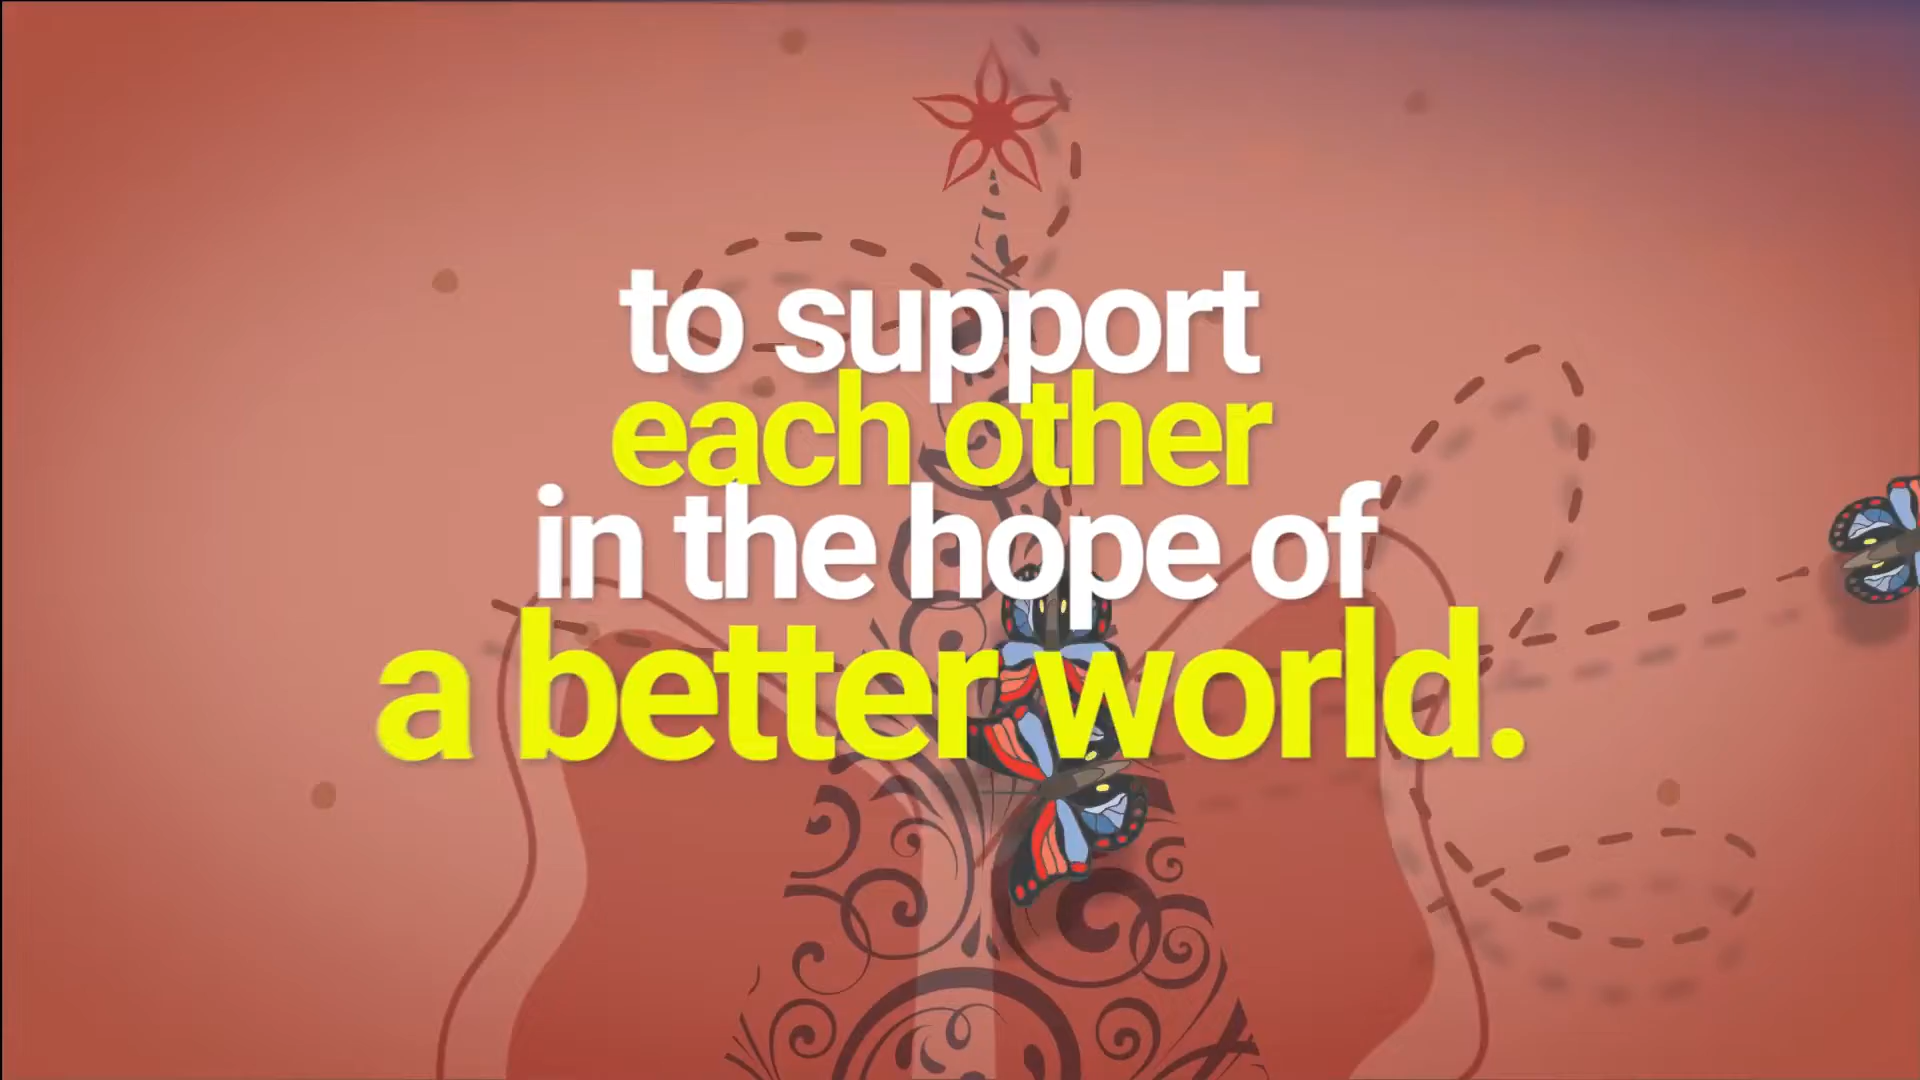 to support
each other
in the hope of
a better world.